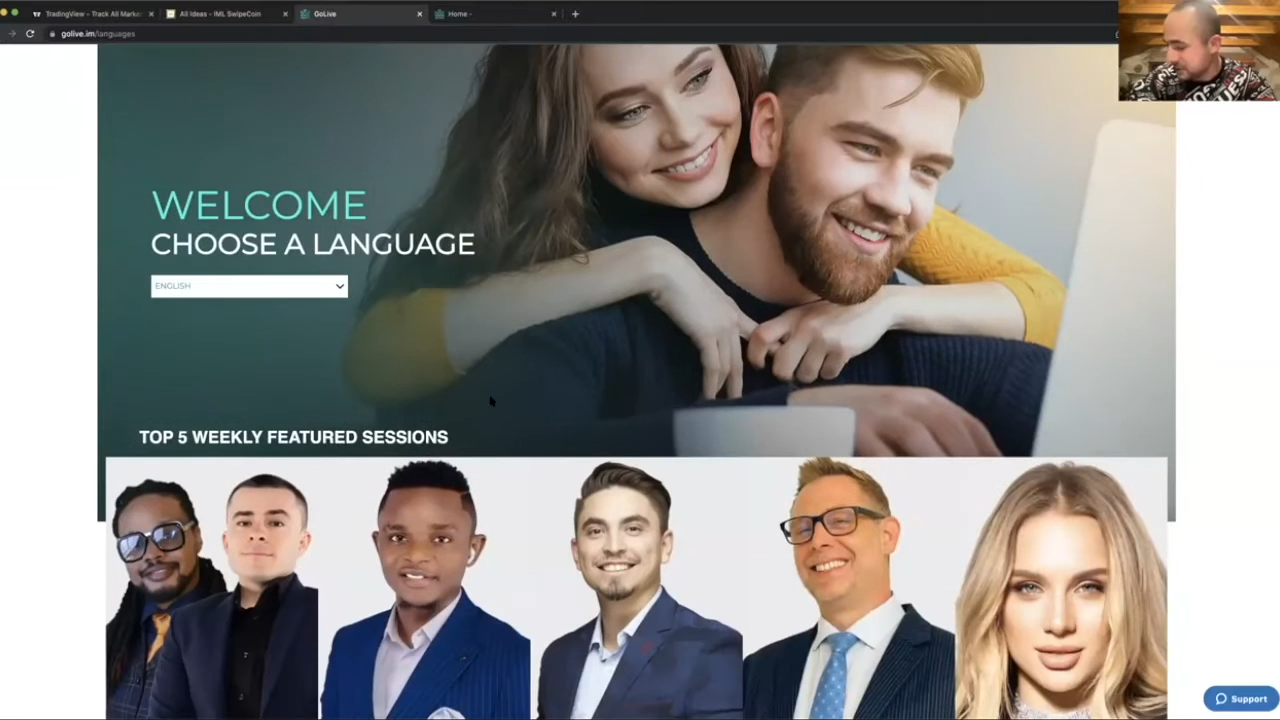 TradingView - Track All Marke
All Ideas - IML SwipeCoin
GoLive
Home -
golive.im/languages
WELCOME
CHOOSE A LANGUAGE
ENGLISH
TOP 5 WEEKLY FEATURED SESSIONS
Support